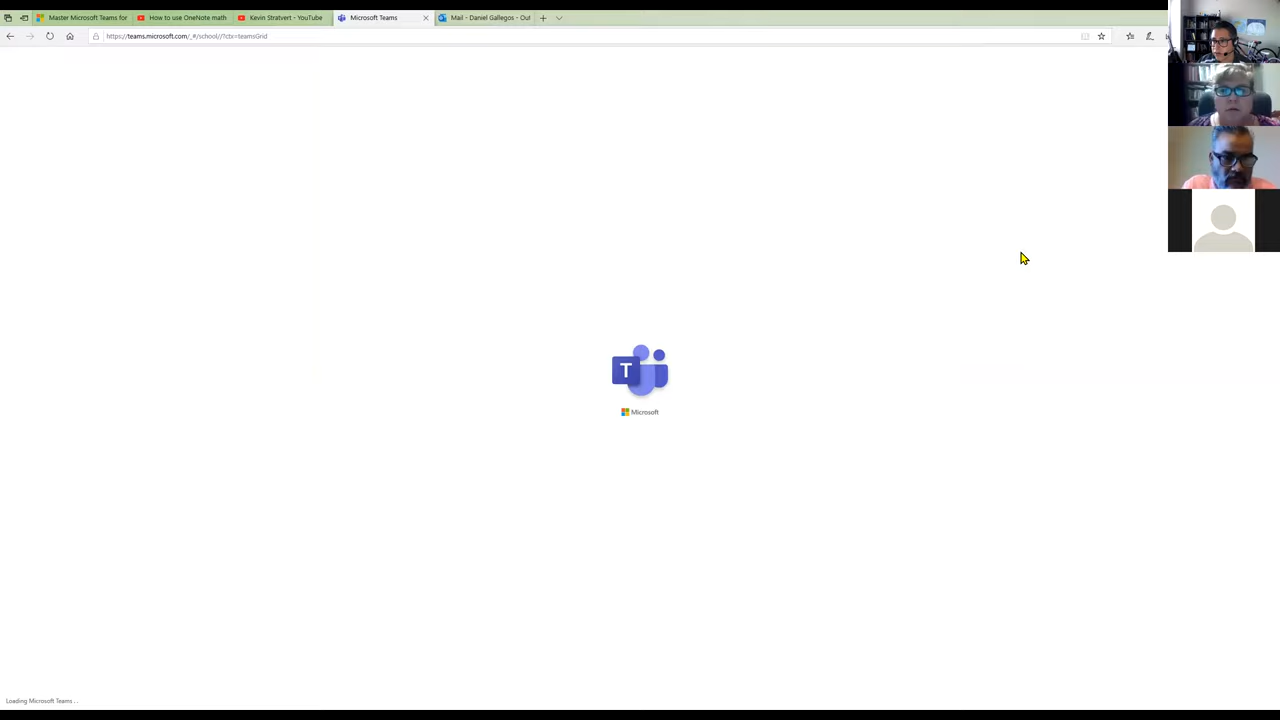 Master Microsoft Teams for
How to use OneNote math
Kevin Stratvert - YouTube
Microsoft Teams
Mail - Daniel Gallegos - Out
https://teams.microsoft.com/_#/school//?ctx=teamsGrid
T
Microsoft
Loading Microsoft Teams . .